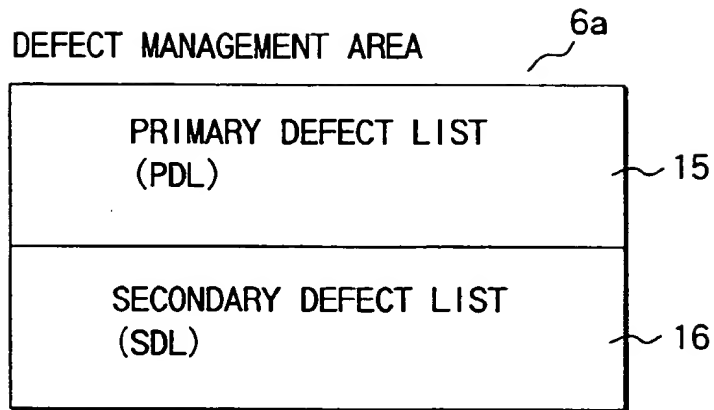 6a
DEFECT MANAGEMENT AREA
PRIMARY DEFECT LIST
(PDL)
15
SECONDARY DEFECT LIST
(SDL)
16